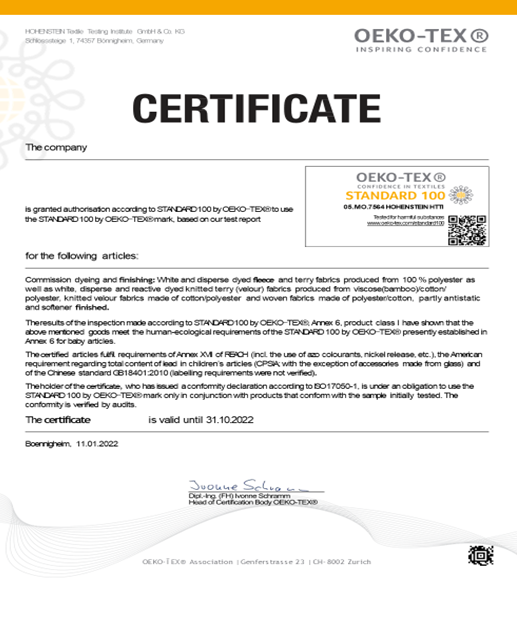 HOHENSTEIN Textile Testing Institute GmbH & Co. KG
Schlosssteige 1, 74357 Bönnigheim, Germany
OEKO-TEX®
INSPIRING CONFIDENCE
CERTIFICATE
The company
OEKO-TEX®
CONFIDENCE IN TEXTILES
STANDARD 100
05.MO.7564 HOHENSTEIN HTTI
Tested for harmful substances
www.oeko-tex.com/standard100
is granted authorisation according to STANDARD 100 by OEKO-TEX® to use
the STANDARD 100 by OEKO-TEX® mark, based on our test report
for the following articles:
Commission dyeing and finishing: White and disperse dyed fleece and terry fabrics produced from 100 % polyester as
well as white, disperse and reactive dyed knitted terry (velour) fabrics produced from viscose(bamboo)/cotton/
polyester, knitted velour fabrics made of cotton/polyester and woven fabrics made of polyester/cotton, partly antistatic
and softener finished.
The results of the inspection made according to STANDARD 100 by OEKO-TEX®, Annex 6, product class I have shown that the
above mentioned goods meet the human-ecological requirements of the STANDARD 100 by OEKO-TEX® presently established in
Annex 6 for baby articles.
The certified articles fulfil requirements of Annex XVII of REACH (incl. the use of azo colourants, nickel release, etc.), the American
requirement regarding total content of lead in children's articles (CPSIA; with the exception of accessories made from glass) and
of the Chinese standard GB18401:2010 (labelling requirements were not verified).
The holder of the certificate, who has issued a conformity declaration according to ISO 17050-1, is under an obligation to use the
STANDARD 100 by OEKO-TEX® mark only in conjunction with products that conform with the sample initially tested. The
conformity is verified by audits.
The certificate is valid until 31.10.2022
Boennigheim, 11.01.2022
Ivonne Schramm
Dipl.-Ing. (FH) Ivonne Schramm
Head of Certification Body OEKO-TEX®
OEKO-TEX® Association | Genferstrasse 23 | CH-8002 Zurich